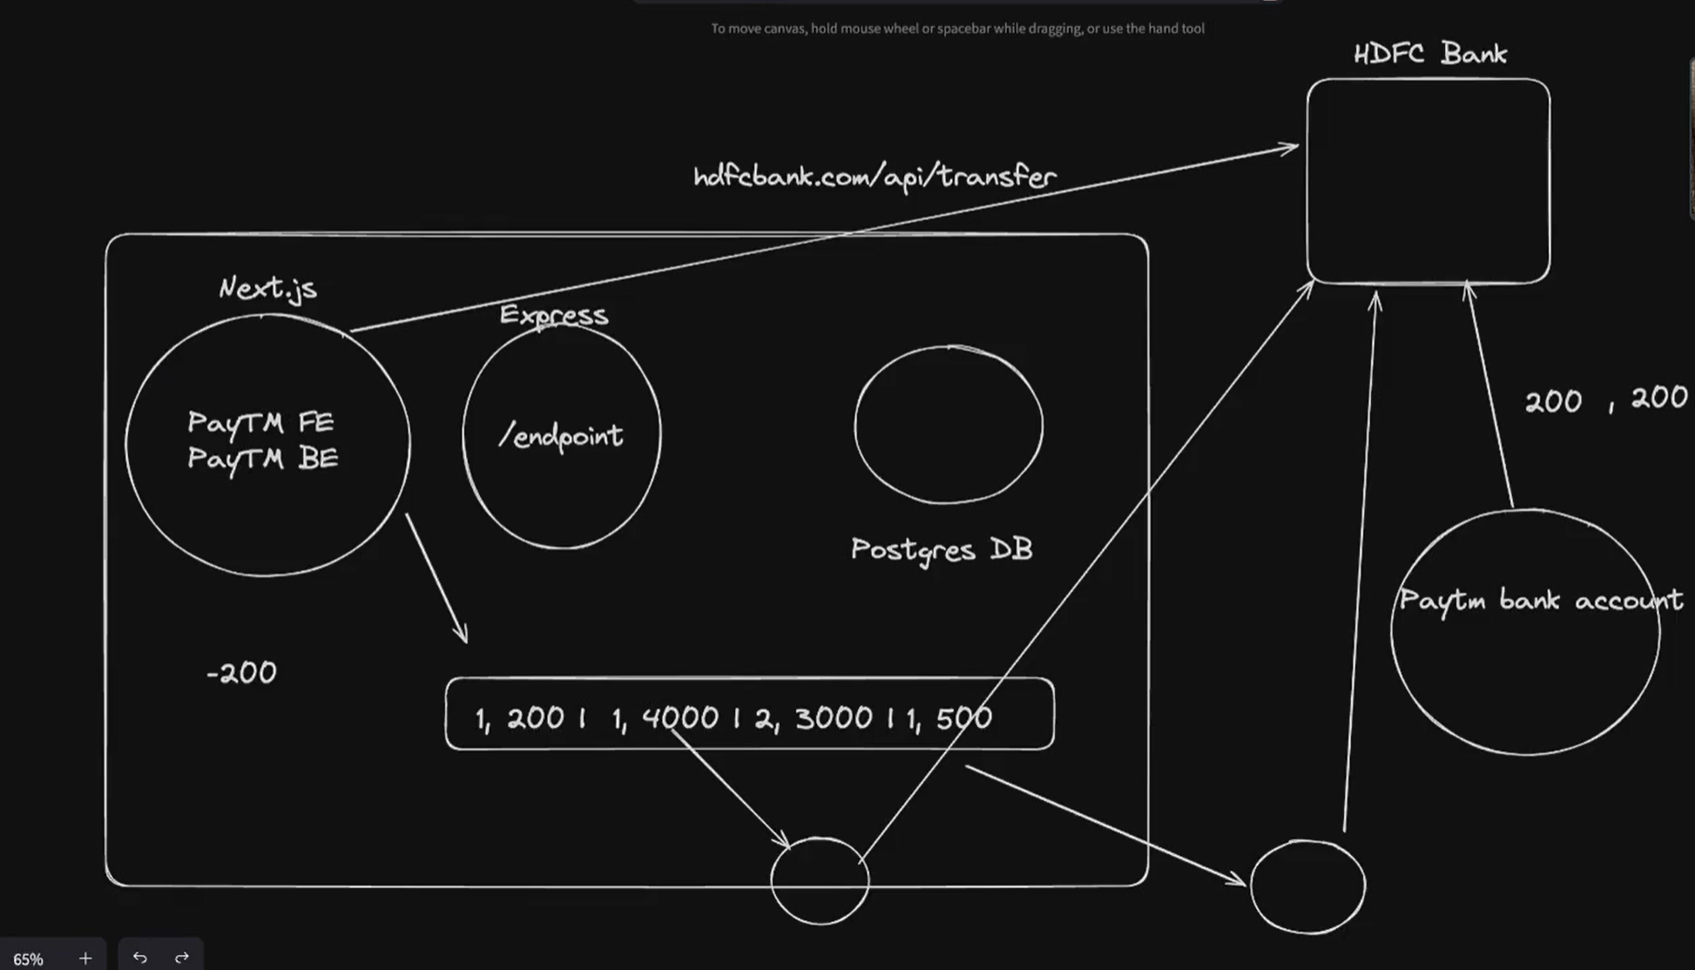 To move canvas, hold mouse wheel or spacebar while dragging, or use the hand tool
HDFC Bank
hdfcbank.com/api/transfer
Next.js
Express
PayTM FE
PayTM BE
/endpoint
200 , 200
Postgres DB
Paytm bank account
-200
1, 200 | 1, 4000 | 2, 3000 | 1, 500
65%